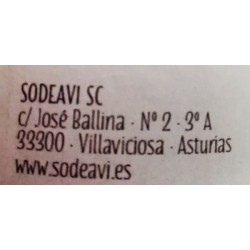 SODEAVI SC
c/ José Ballina · Nº 2 · 3º A
33300 · Villaviciosa · Asturias
www.sodeavi.es